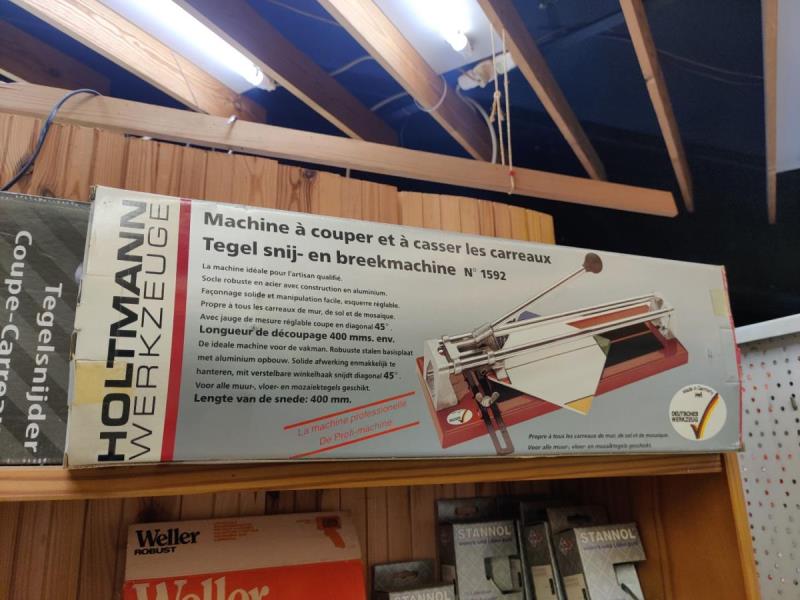 HOLTMANN
WERKZEUGE
Machine à couper et à casser les carreaux
Tegel snij- en breekmachine N° 1592
La machine idéale pour l'artisan qualifié.
Socle robuste en acier avec construction en aluminium.
Façonnage solide et manipulation facile, esquerre réglable.
Propre à tous les carreaux de mur, de sol et de mosaïque.
Avec jauge de mesure réglable coupe en diagonal 45°.
Longueur de découpage 400 mms. env.
De ideale machine voor de vakman. Robuuste stalen basisplaat
met aluminium opbouw. Solide afwerking enmakkelijk te
hanteren, met verstelbare winkelhaak snijdt diagonal 45°.
Voor alle muur-, vloer- en mozaiektegels geschikt.
Lengte van de snede: 400 mm.
La machine professionelle
De Profi-machine
Propre à tous les carreaux de mur, de sol et de mosaique.
Voor alle muur-, vloer- en mosaiktegels geschikt.
DEUTSCHES
WERKZEUG
Tegelsnijder
Coupe-Carrea
Weller
ROBUST
Weller
STANNOL
STANNOL
STANNOL